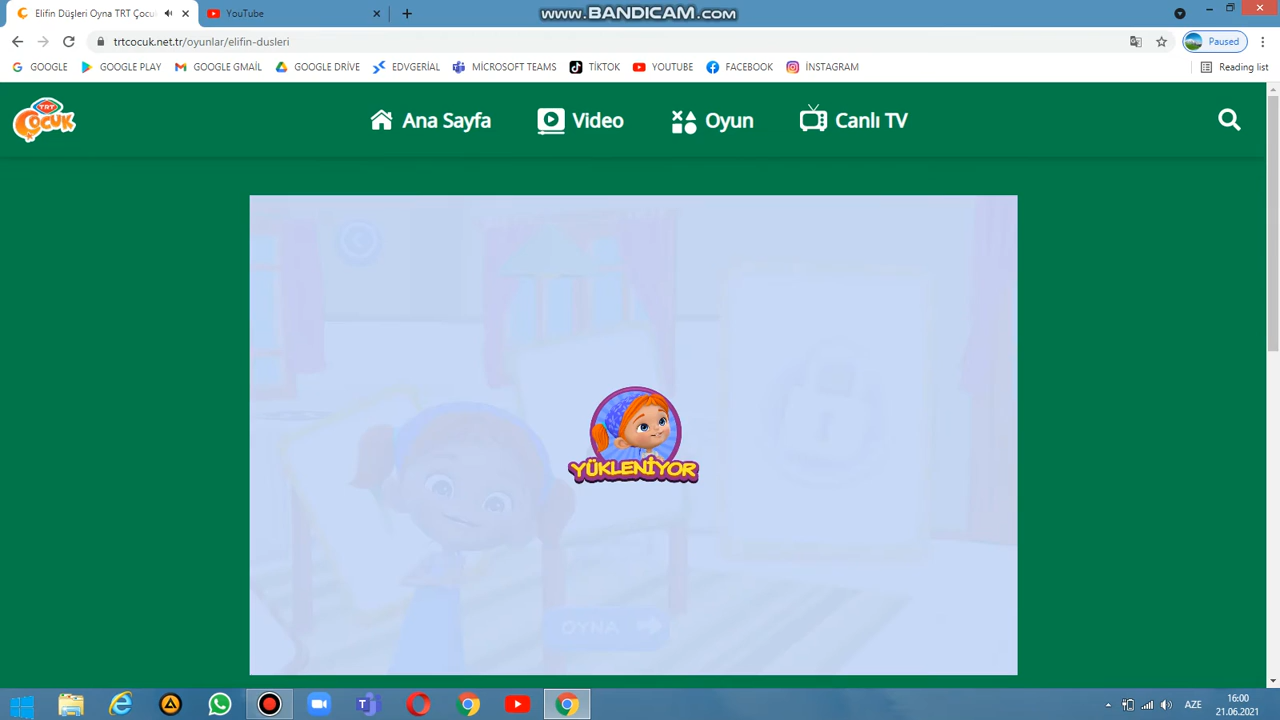 Elifin Düşleri Oyna TRT Çocu
YouTube
www.BANDICAM.com
trtcocuk.net.tr/oyunlar/elifin-dusleri
Paused
GOOGLE
GOOGLE PLAY
GOOGLE GMAİL
GOOGLE DRİVE
EDVGERİAL
MİCROSOFT TEAMS
TİKTOK
YOUTUBE
FACEBOOK
İNSTAGRAM
Reading list
TRT
ÇOCUK
Ana Sayfa
Video
Oyun
Canlı TV
YÜKLENİYOR
OYNA
AZE
16:00
21.06.2021